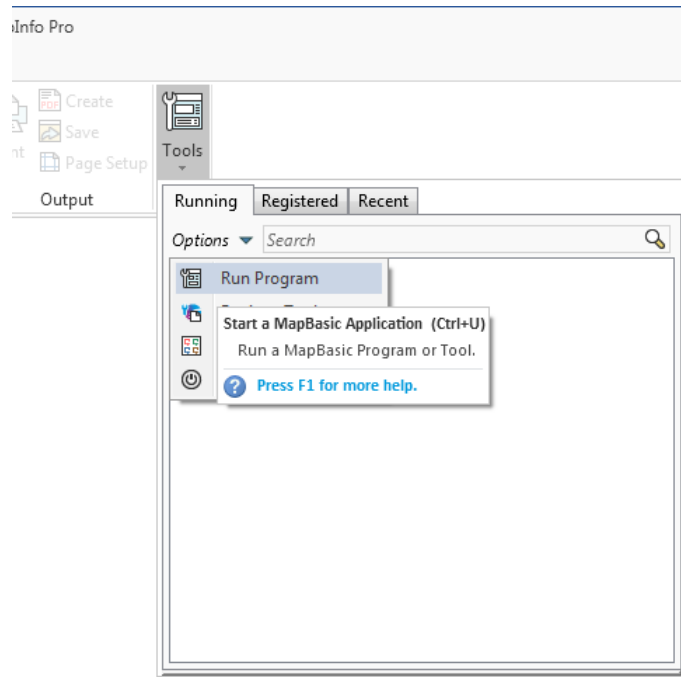 Info Pro
Create
Save
Page Setup
Tools
Output
Running Registered Recent
Options Search
Run Program
Start a MapBasic Application (Ctrl+U)
Run a MapBasic Program or Tool.
Press F1 for more help.